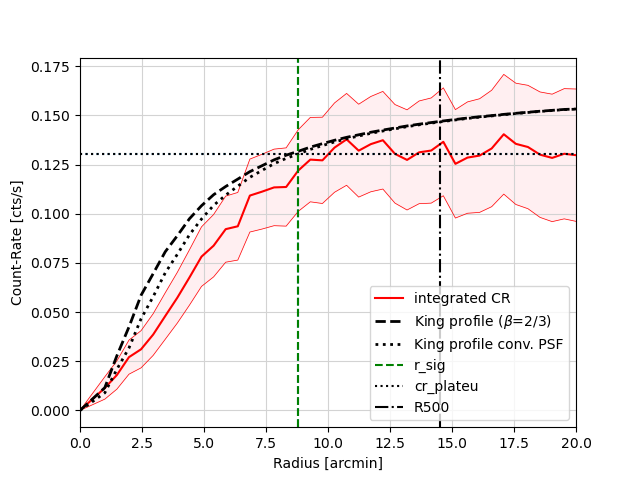 0.175
0.150
0.125
0.100
0.075
0.050
0.025
0.000
Count-Rate [cts/s]
integrated CR
King profile (β=2/3)
King profile conv. PSF
r_sig
cr_plateu
R500
0.0 2.5 5.0 7.5 10.0 12.5 15.0 17.5 20.0
Radius [arcmin]